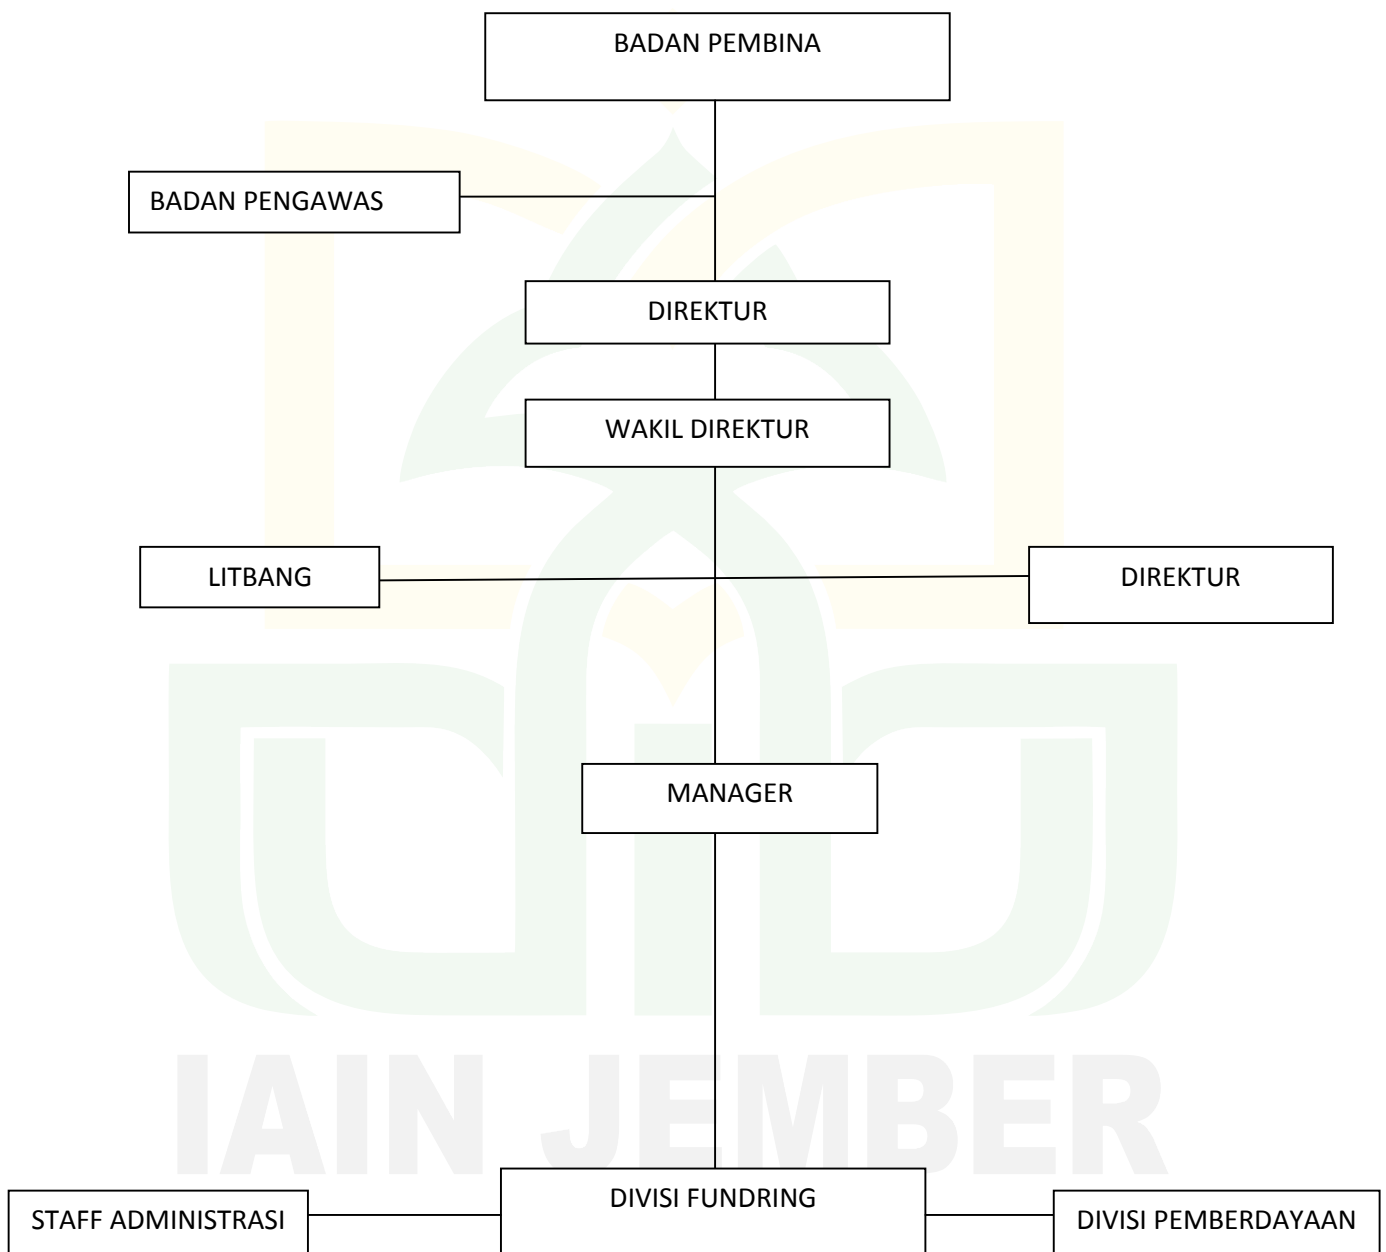 BADAN PEMBINA
BADAN PENGAWAS
DIREKTUR
WAKIL DIREKTUR
LITBANG
DIREKTUR
MANAGER
IAIN JEMBER
DIVISI FUNDRING
STAFF ADMINISTRASI
DIVISI PEMBERDAYAAN